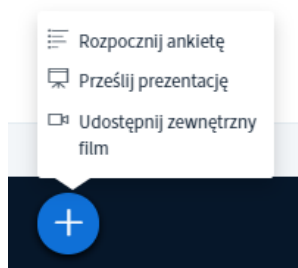 Rozpocznij ankietę
Prześlij prezentację
Udostępnij zewnętrzny
film